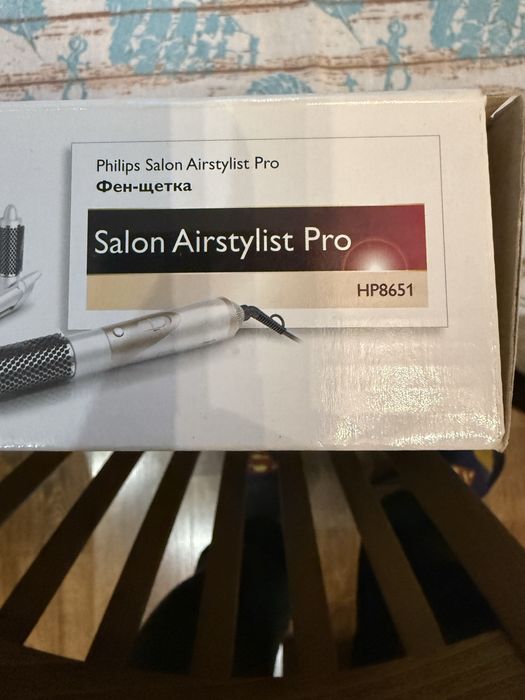 Philips Salon Airstylist Pro
Фен-щетка
Salon Airstylist Pro
HP8651